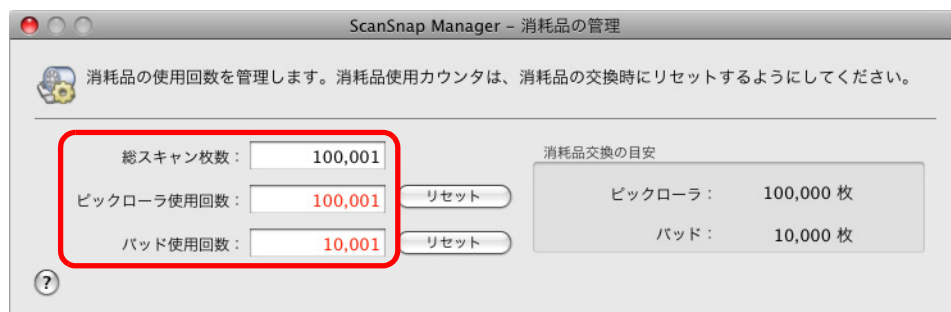 ScanSnap Manager – 消耗品の管理
消耗品の使用回数を管理します。消耗品使用カウンタは、消耗品の交換時にリセットするようにしてください。
総スキャン枚数： 100,001
ピックローラ使用回数： 100,001 リセット
パッド使用回数： 10,001 リセット
消耗品交換の目安
ピックローラ： 100,000 枚
パッド： 10,000 枚
?